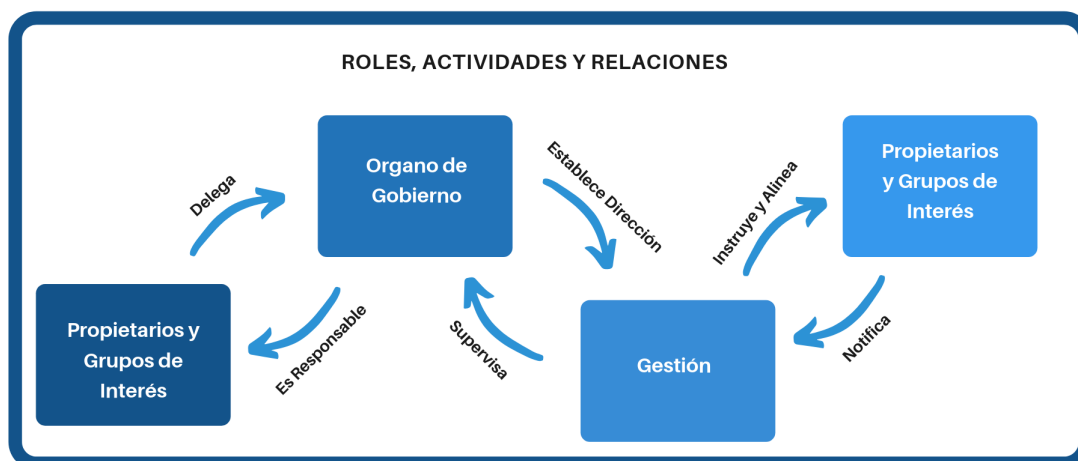 ROLES, ACTIVIDADES Y RELACIONES
Delega
Organo de
Gobierno
Establece Dirección
Instruye y Alinea
Propietarios
y Grupos de
Interés
Propietarios y
Grupos de
Interés
Es Responsable
Supervisa
Gestión
Notifica